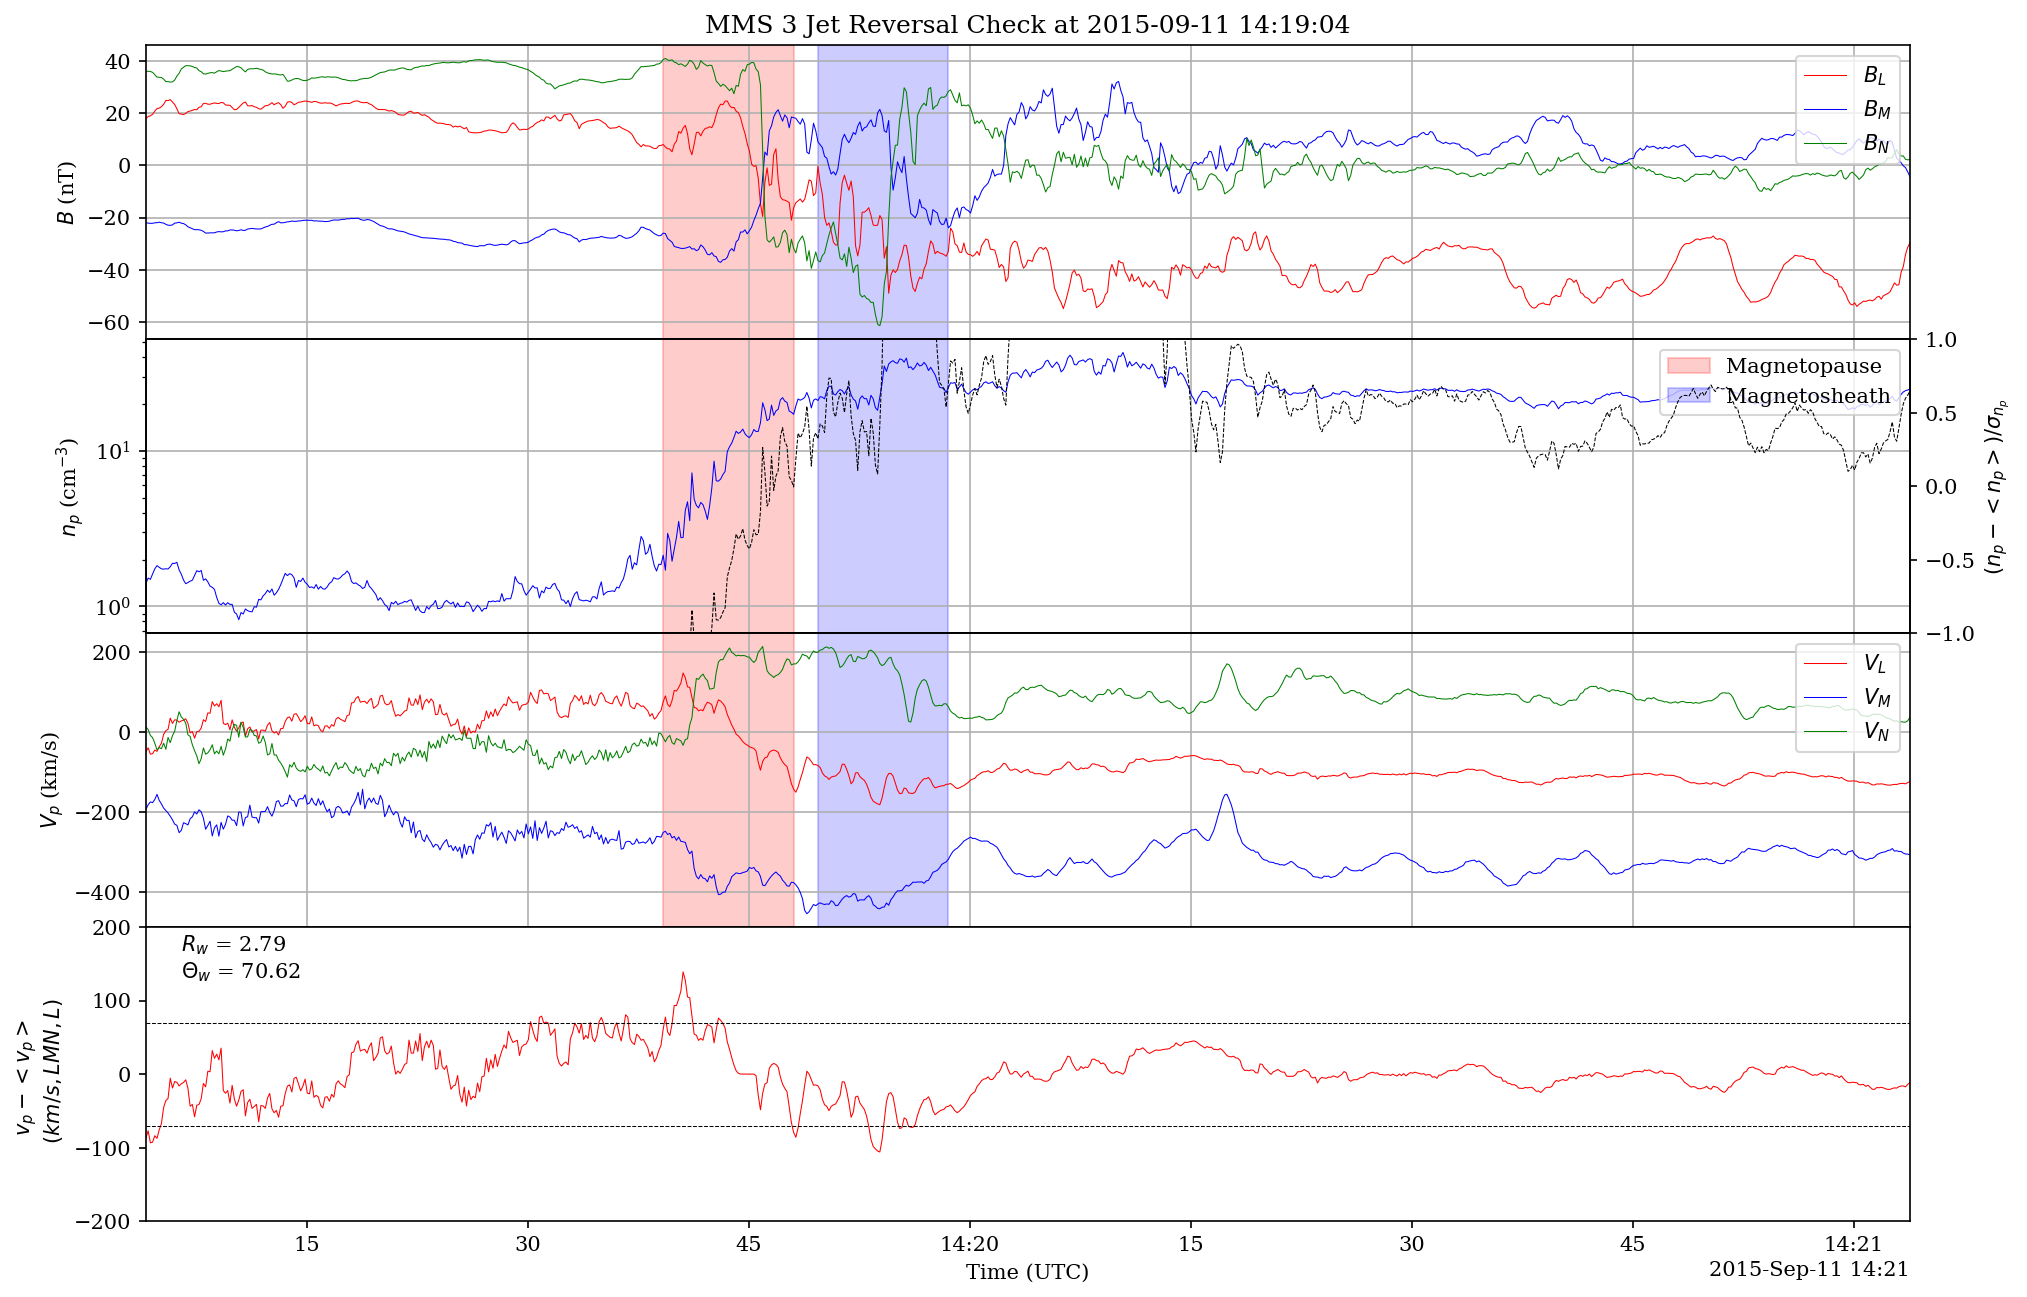 MMS 3 Jet Reversal Check at 2015-09-11 14:19:04
40
20
0
−20
−40
−60
B (nT)
B_L
B_M
B_N
10^1
10^0
n_p (cm^{−3})
1.0
0.5
0.0
−0.5
−1.0
(n_p − < n_p >)/σ_{n_p}
Magnetopause
Magnetosheath
200
0
−200
−400
V_p (km/s)
V_L
V_M
V_N
200
100
0
−100
−200
v_p − < v_p >
(km/s, LMN, L)
R_w = 2.79
Θ_w = 70.62
15 30 45 14:20 15 30 45 14:21
Time (UTC)
2015-Sep-11 14:21